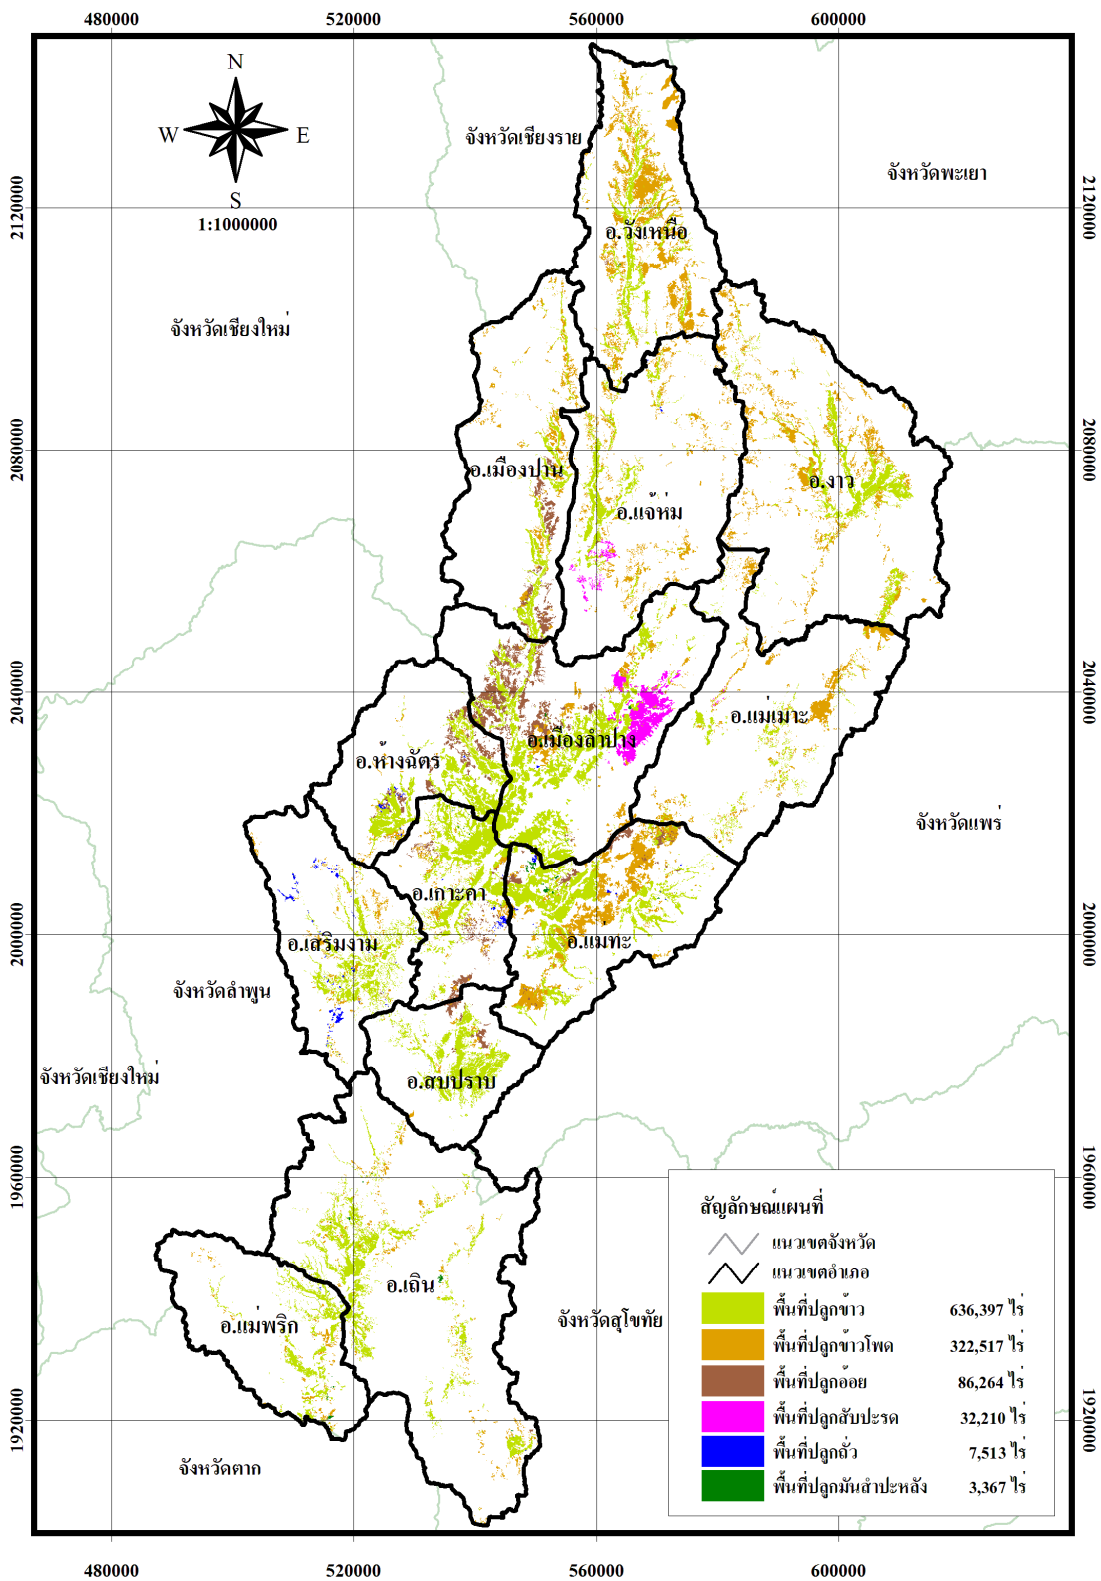 480000 520000 560000 600000
N
W E
S
1:1000000
จังหวัดเชียงราย
จังหวัดพะเยา
2120000 2120000
อ.วังเหนือ
จังหวัดเชียงใหม่
2080000 2080000
อ.เมืองปาน
อ.งาว
อ.แจ้ห่ม
2040000 2040000
อ.แม่เมาะ
อ.เมืองลำปาง
อ.ห้างฉัตร
จังหวัดแพร่
อ.เกาะคา
2000000 2000000
อ.เสริมงาม
อ.แม่ทะ
จังหวัดลำพูน
จังหวัดเชียงใหม่
อ.สบปราบ
1960000 1960000
อ.เถิน
อ.แม่พริก
จังหวัดสุโขทัย
1920000 1920000
จังหวัดตาก
สัญลักษณ์แผนที่
แนวเขตจังหวัด
แนวเขตอำเภอ
พื้นที่ปลูกข้าว 636,397 ไร่
พื้นที่ปลูกข้าวโพด 322,517 ไร่
พื้นที่ปลูกอ้อย 86,264 ไร่
พื้นที่ปลูกสับปะรด 32,210 ไร่
พื้นที่ปลูกถั่ว 7,513 ไร่
พื้นที่ปลูกมันสำปะหลัง 3,367 ไร่
480000 520000 560000 600000